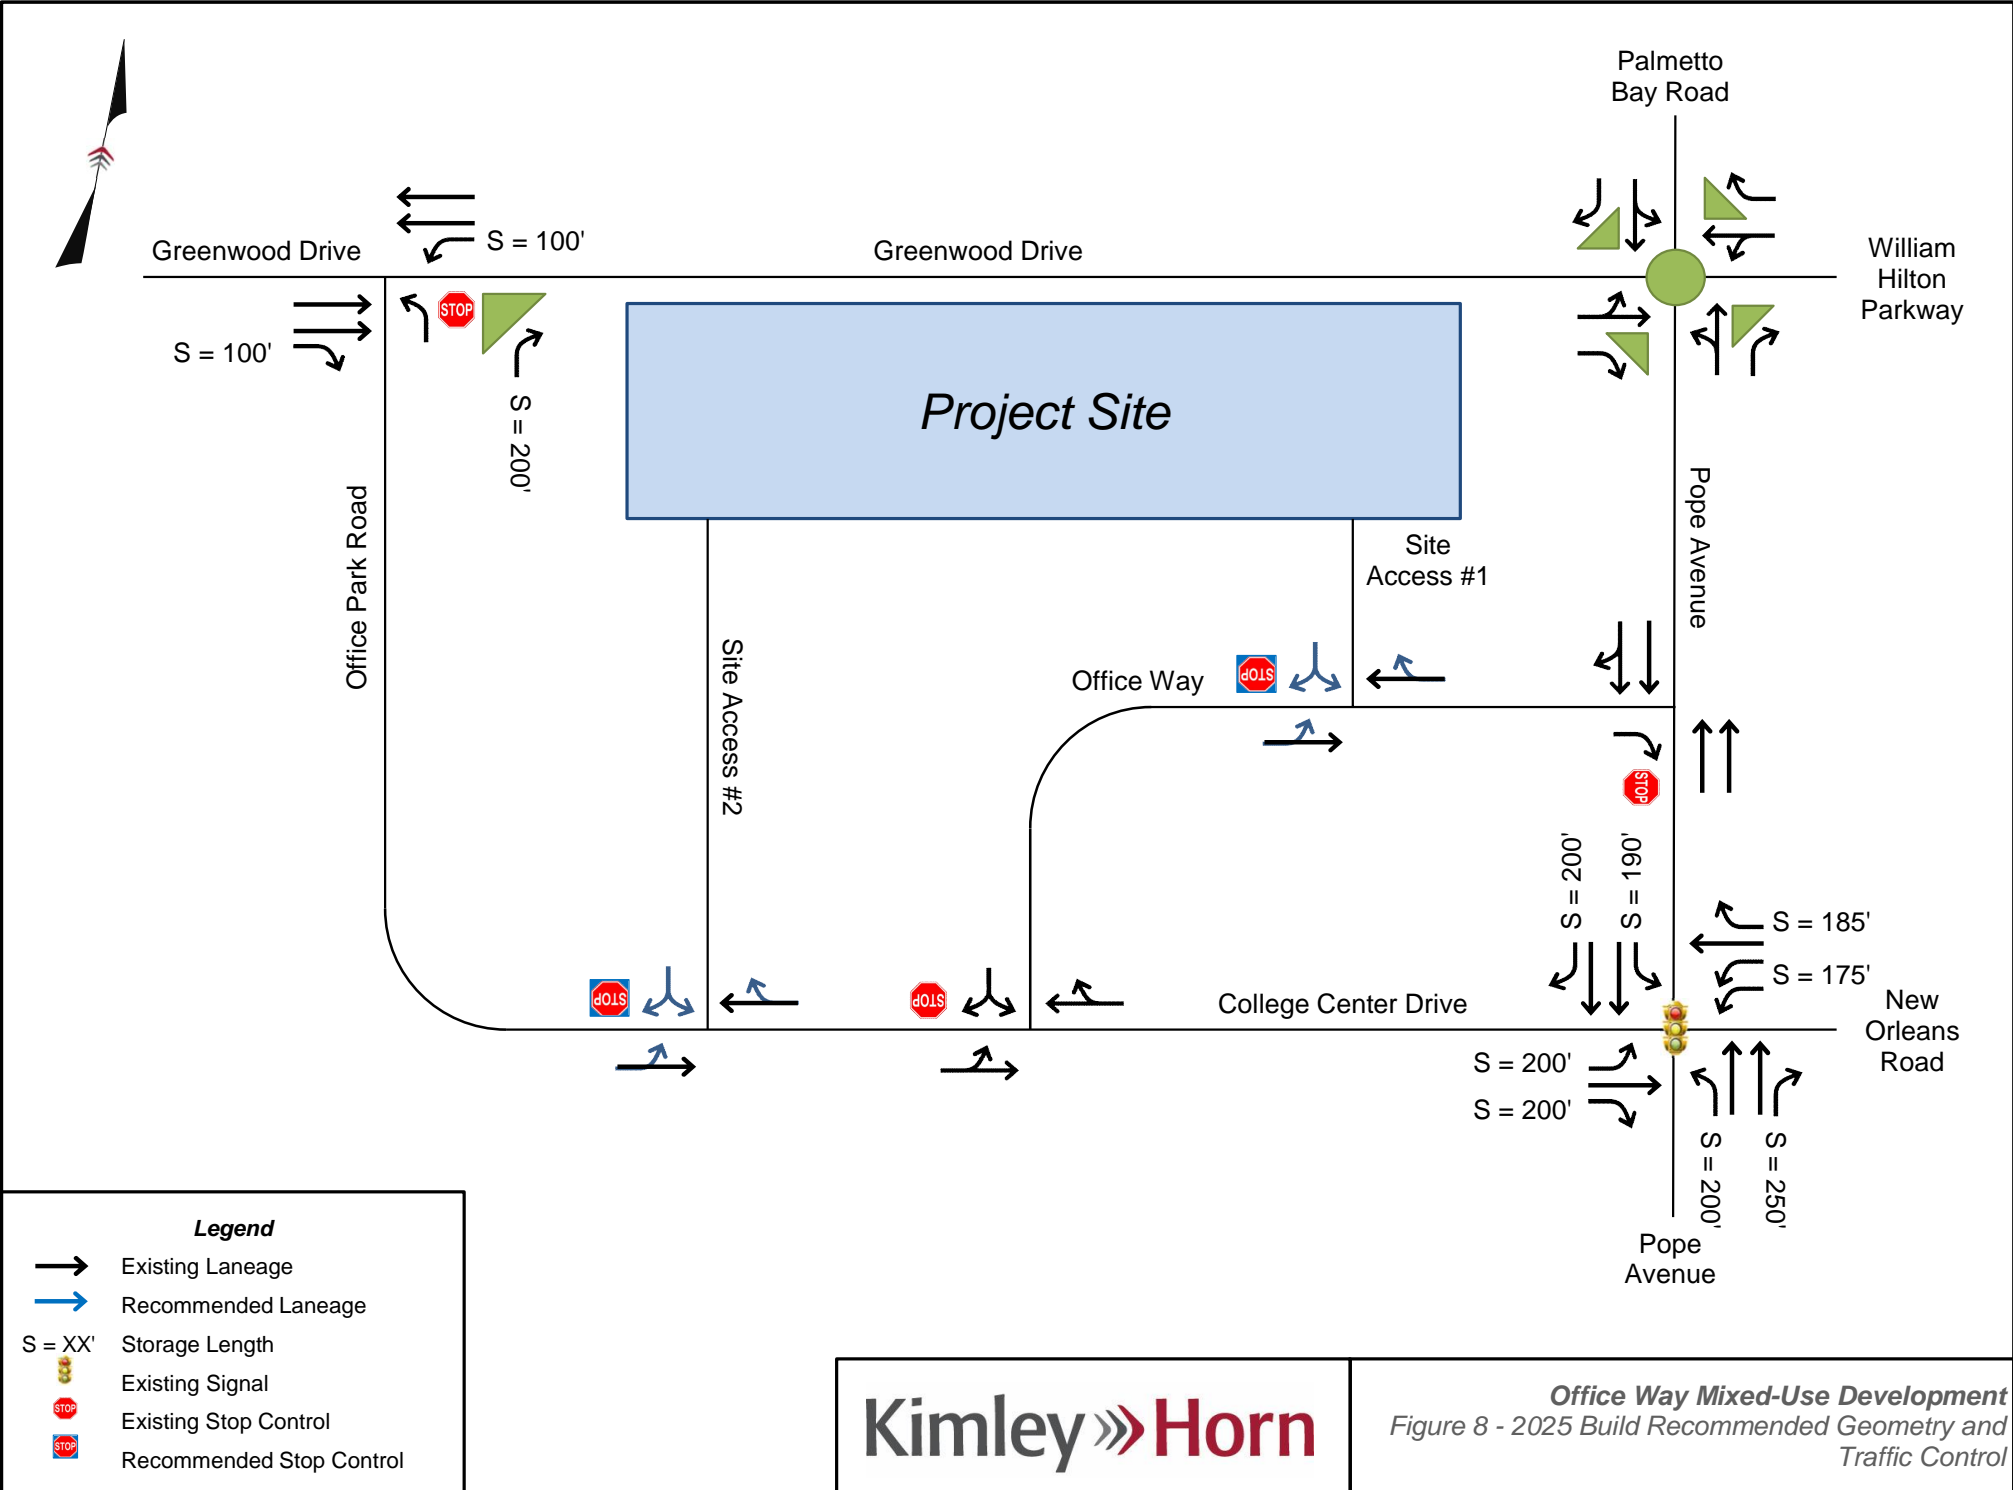 Palmetto
Bay Road
Greenwood Drive
S = 100'
Greenwood Drive
William
Hilton
Parkway
STOP
S = 100'
S = 200'
Project Site
Office Park Road
Pope Avenue
Site
Access #1
Site Access #2
Office Way
STOP
STOP
S = 200'
S = 190'
S = 185'
S = 175'
STOP
STOP
College Center Drive
New
Orleans
Road
S = 200'
S = 200'
S = 200'
S = 250'
Pope
Avenue
Legend
Existing Laneage
Recommended Laneage
S = XX' Storage Length
Existing Signal
STOP Existing Stop Control
STOP Recommended Stop Control
Kimley Horn
Office Way Mixed-Use Development
Figure 8 - 2025 Build Recommended Geometry and
Traffic Control